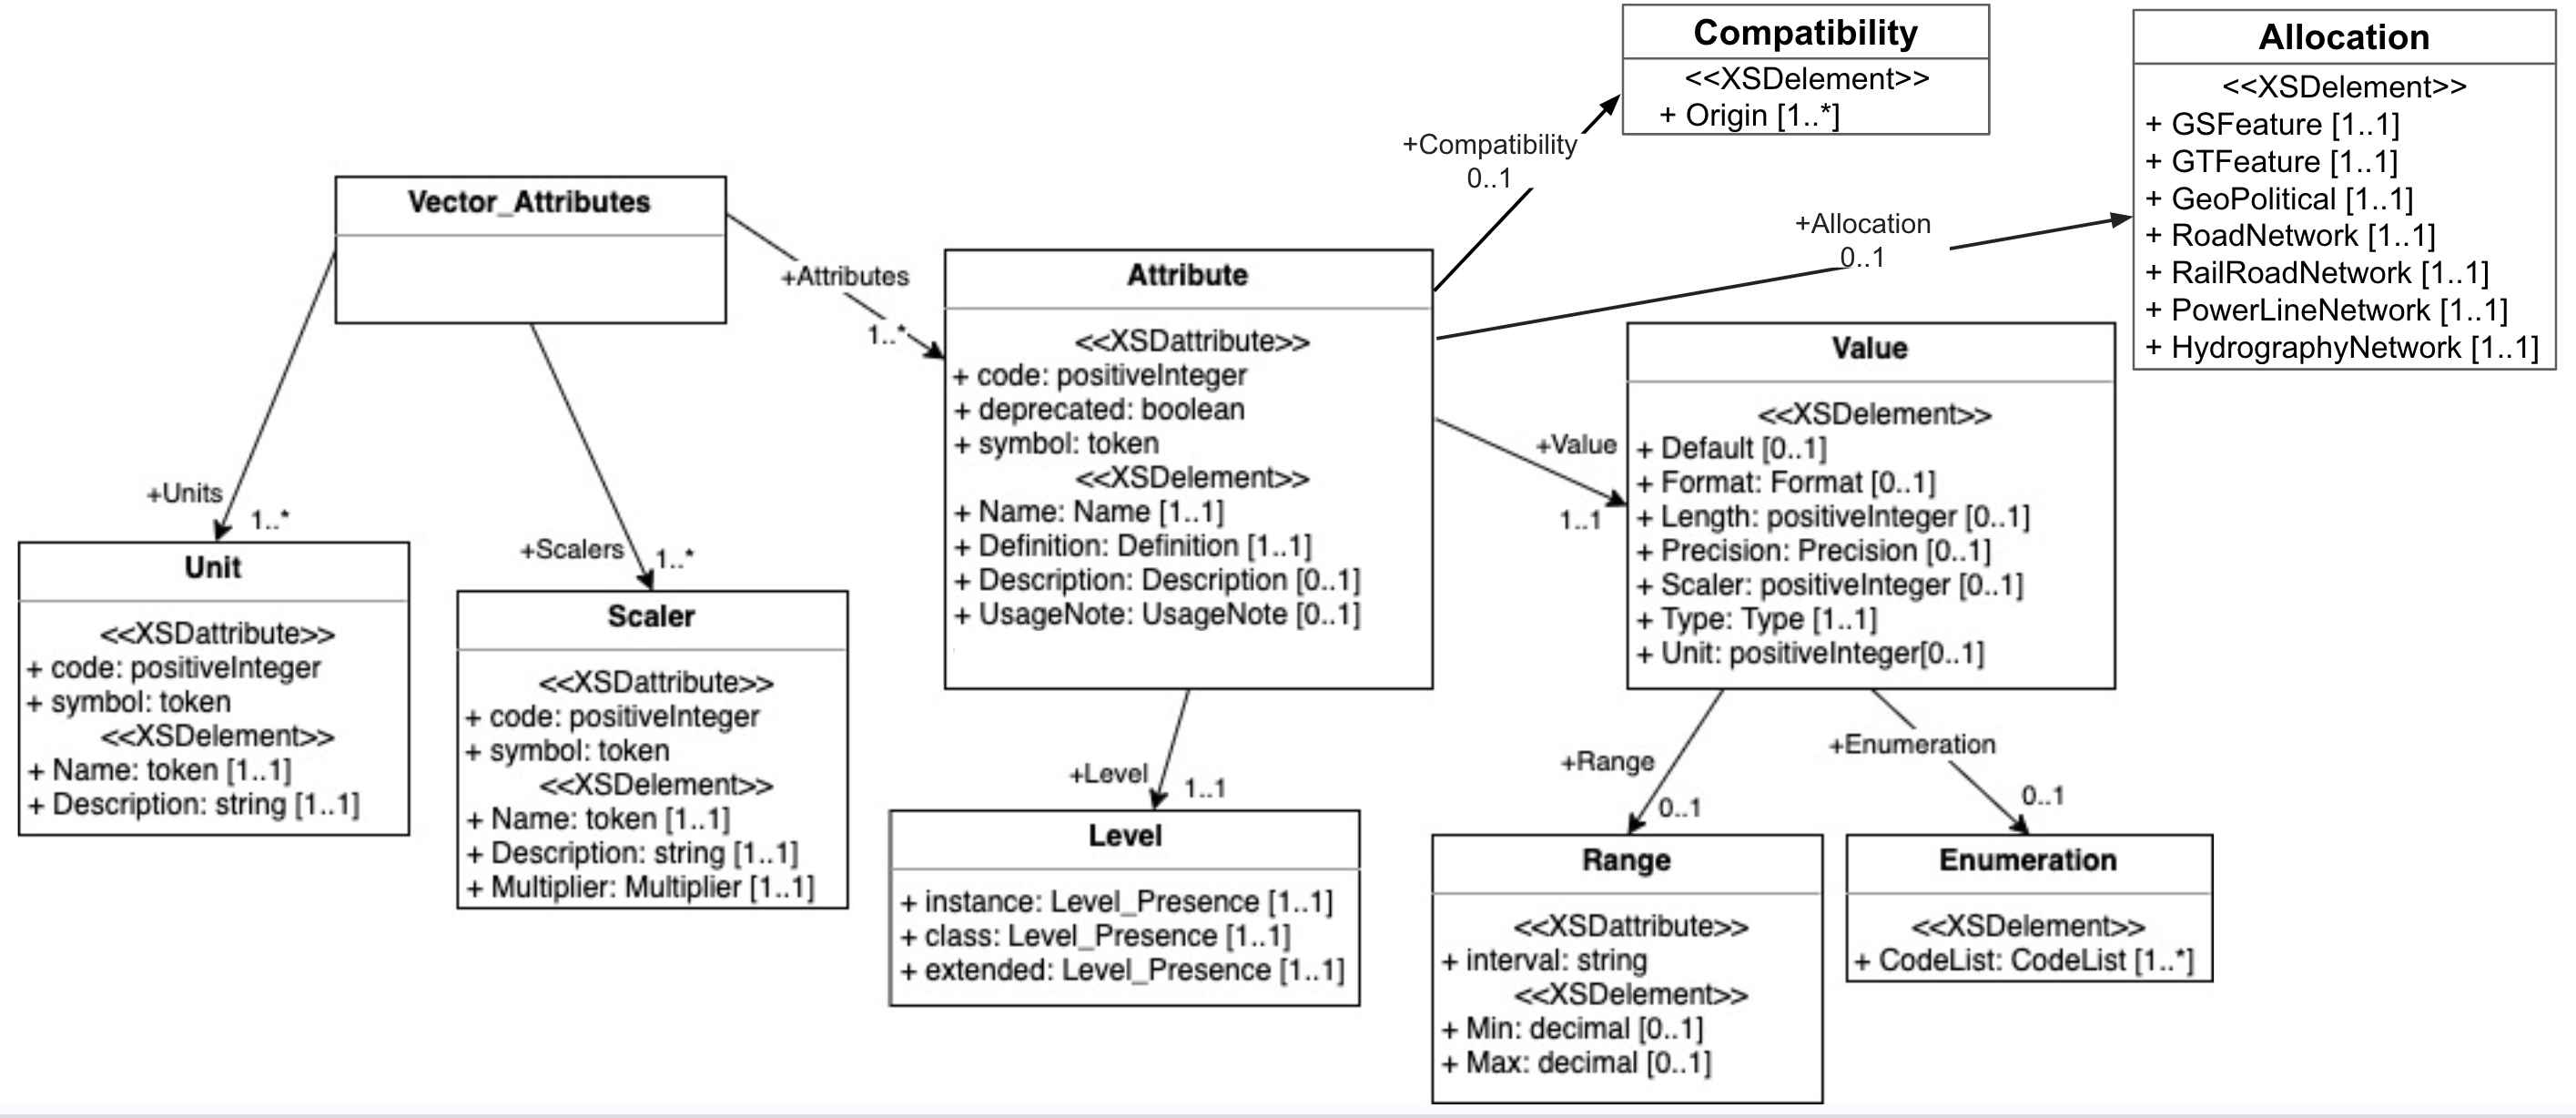 Compatibility
<<XSDelement>>
+ Origin [1..*]
Allocation
<<XSDelement>>
+ GSFeature [1..1]
+ GTFeature [1..1]
+ GeoPolitical [1..1]
+ RoadNetwork [1..1]
+ RailRoadNetwork [1..1]
+ PowerLineNetwork [1..1]
+ HydrographyNetwork [1..1]
+Compatibility
0..1
+Allocation
0..1
Vector_Attributes
+Attributes
1..*
Attribute
<<XSDattribute>>
+ code: positiveInteger
+ deprecated: boolean
+ symbol: token
<<XSDelement>>
+ Name: Name [1..1]
+ Definition: Definition [1..1]
+ Description: Description [0..1]
+ UsageNote: UsageNote [0..1]
+Value
1..1
Value
<<XSDelement>>
+ Default [0..1]
+ Format: Format [0..1]
+ Length: positiveInteger [0..1]
+ Precision: Precision [0..1]
+ Scaler: positiveInteger [0..1]
+ Type: Type [1..1]
+ Unit: positiveInteger[0..1]
+Units
1..*
Unit
<<XSDattribute>>
+ code: positiveInteger
+ symbol: token
<<XSDelement>>
+ Name: token [1..1]
+ Description: string [1..1]
+Scalers
1..*
Scaler
<<XSDattribute>>
+ code: positiveInteger
+ symbol: token
<<XSDelement>>
+ Name: token [1..1]
+ Description: string [1..1]
+ Multiplier: Multiplier [1..1]
+Level
1..1
Level
+ instance: Level_Presence [1..1]
+ class: Level_Presence [1..1]
+ extended: Level_Presence [1..1]
+Range
0..1
Range
<<XSDattribute>>
+ interval: string
<<XSDelement>>
+ Min: decimal [0..1]
+ Max: decimal [0..1]
+Enumeration
0..1
Enumeration
<<XSDelement>>
+ CodeList: CodeList [1..*]